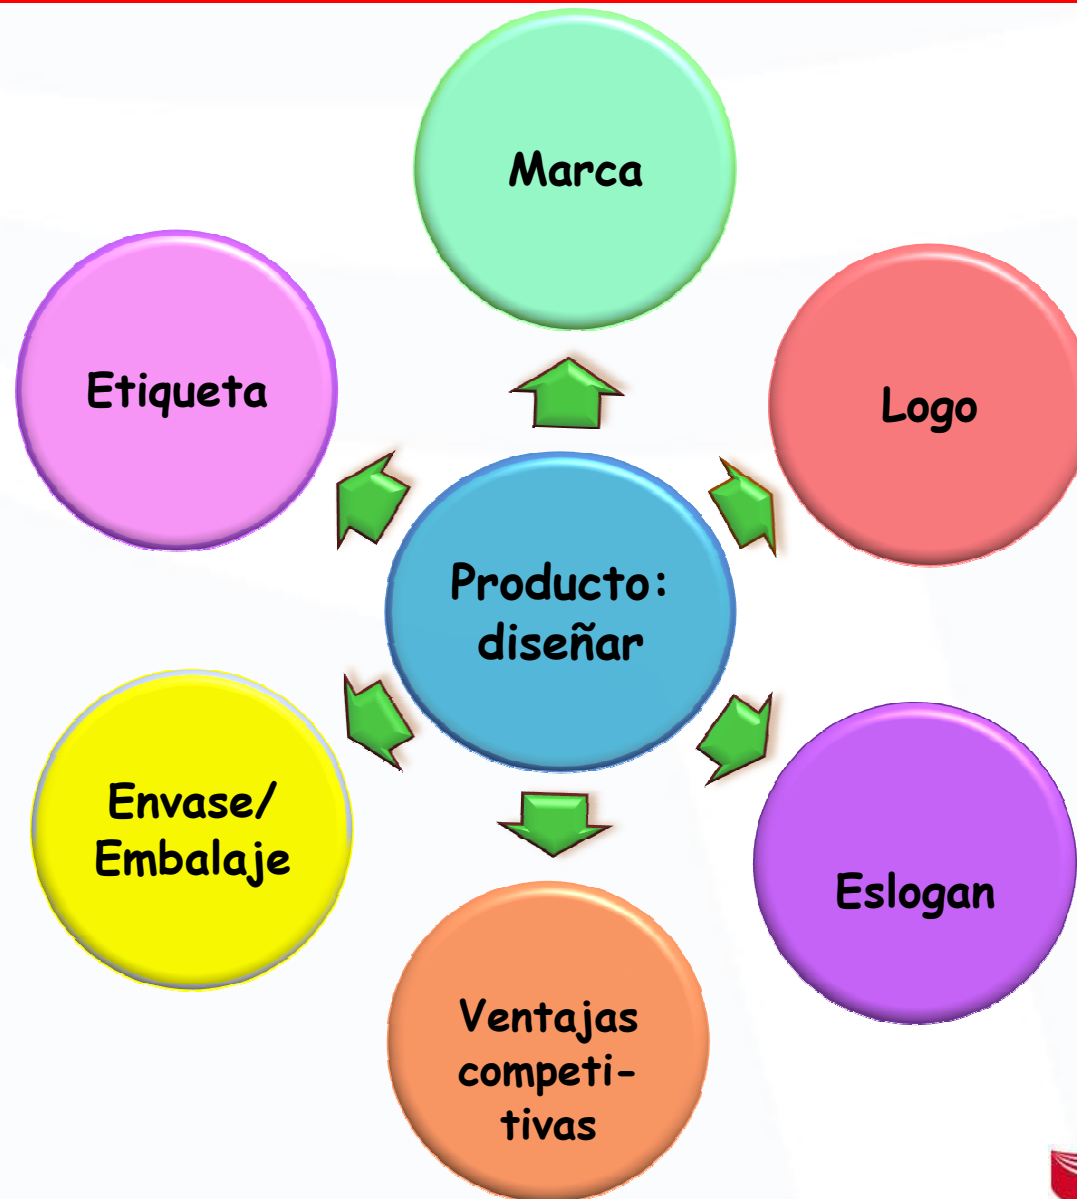 Marca
Etiqueta
Logo
Producto:
diseñar
Envase/
Embalaje
Eslogan
Ventajas
competi-
tivas